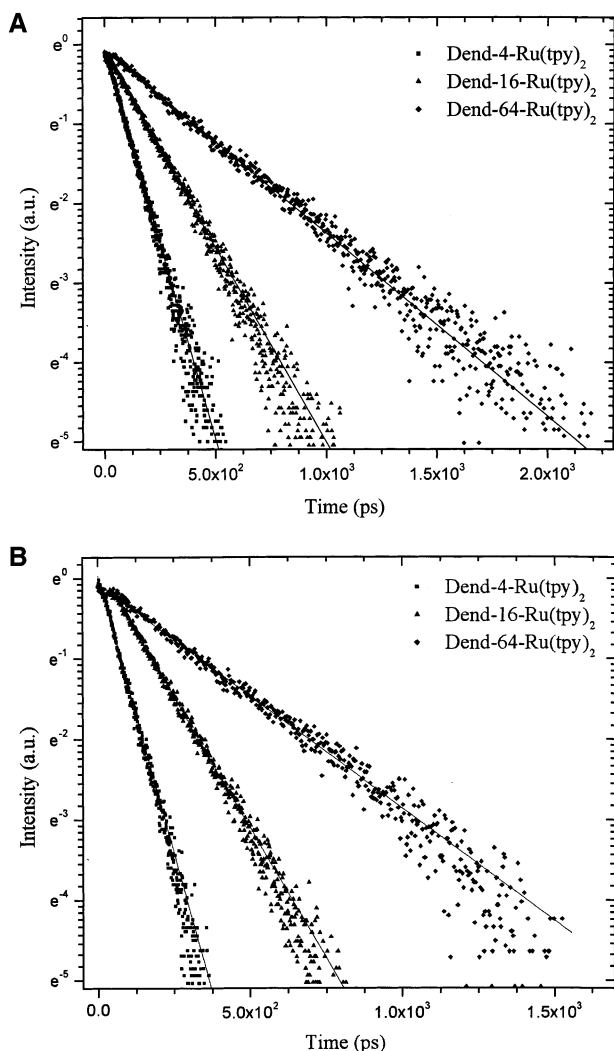 A
Intensity (a.u.)
e⁰
e⁻¹
e⁻²
e⁻³
e⁻⁴
e⁻⁵
Dend-4-Ru(tpy)₂
Dend-16-Ru(tpy)₂
Dend-64-Ru(tpy)₂
0.0 5.0x10² 1.0x10³ 1.5x10³ 2.0x10³
Time (ps)
B
Intensity (a.u.)
e⁰
e⁻¹
e⁻²
e⁻³
e⁻⁴
e⁻⁵
Dend-4-Ru(tpy)₂
Dend-16-Ru(tpy)₂
Dend-64-Ru(tpy)₂
0.0 5.0x10² 1.0x10³ 1.5x10³
Time (ps)